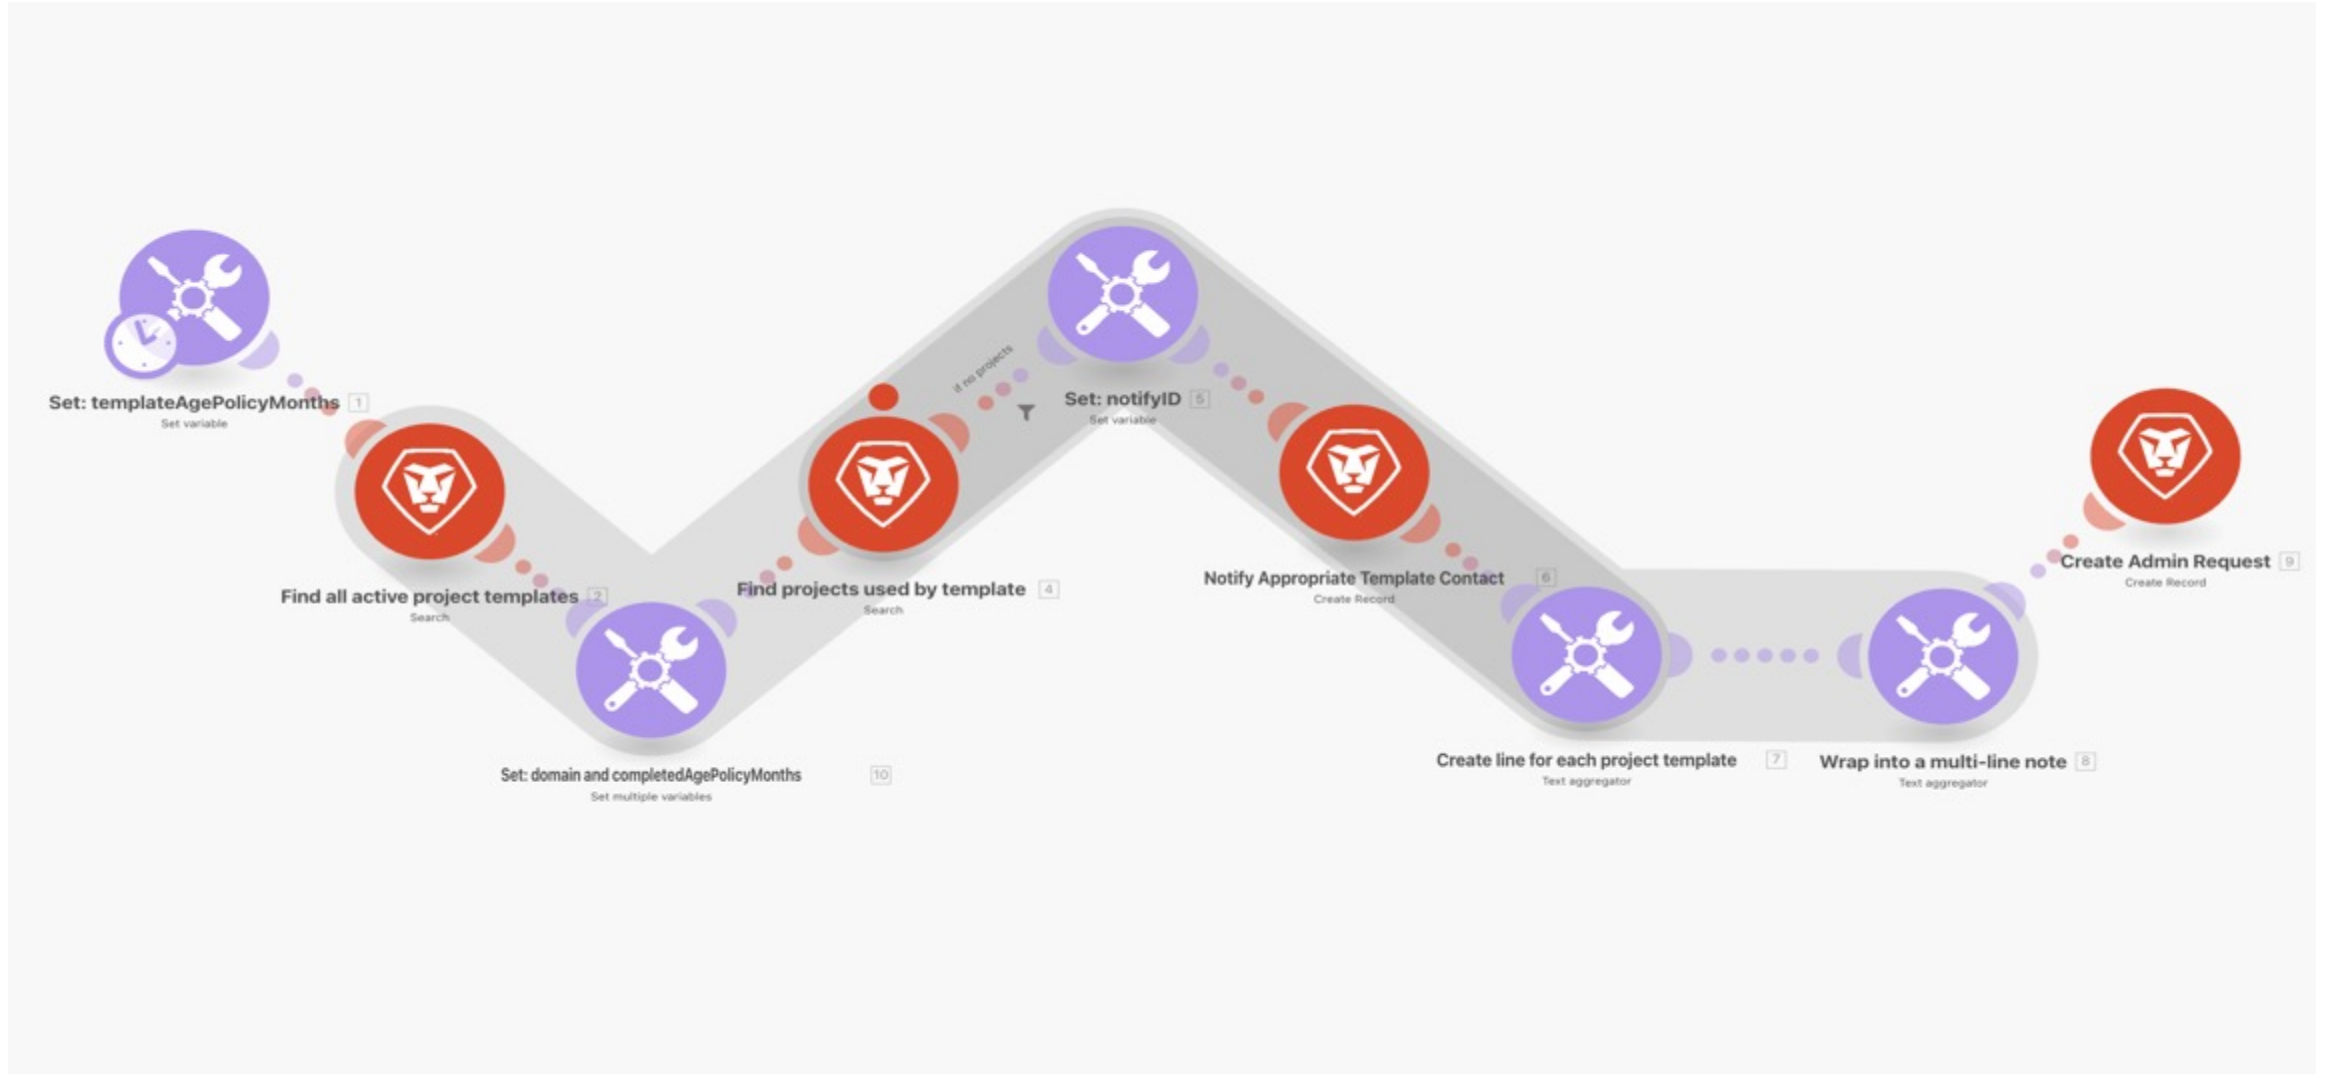 Set: templateAgePolicyMonths 1
Set variable
Find all active project templates 2
Search
Set: domain and completedAgePolicyMonths 10
Set multiple variables
Find projects used by template 4
Search
if no projects
Set: notifyID 5
Set variable
Notify Appropriate Template Contact 6
Create Record
Create line for each project template 7
Text aggregator
Wrap into a multi-line note 8
Text aggregator
Create Admin Request 9
Create Record